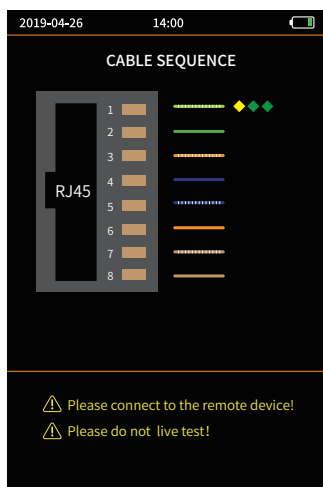 2019-04-26 14:00
CABLE SEQUENCE
1
2
3
4
RJ45
5
6
7
8
Please connect to the remote device!
Please do not live test!